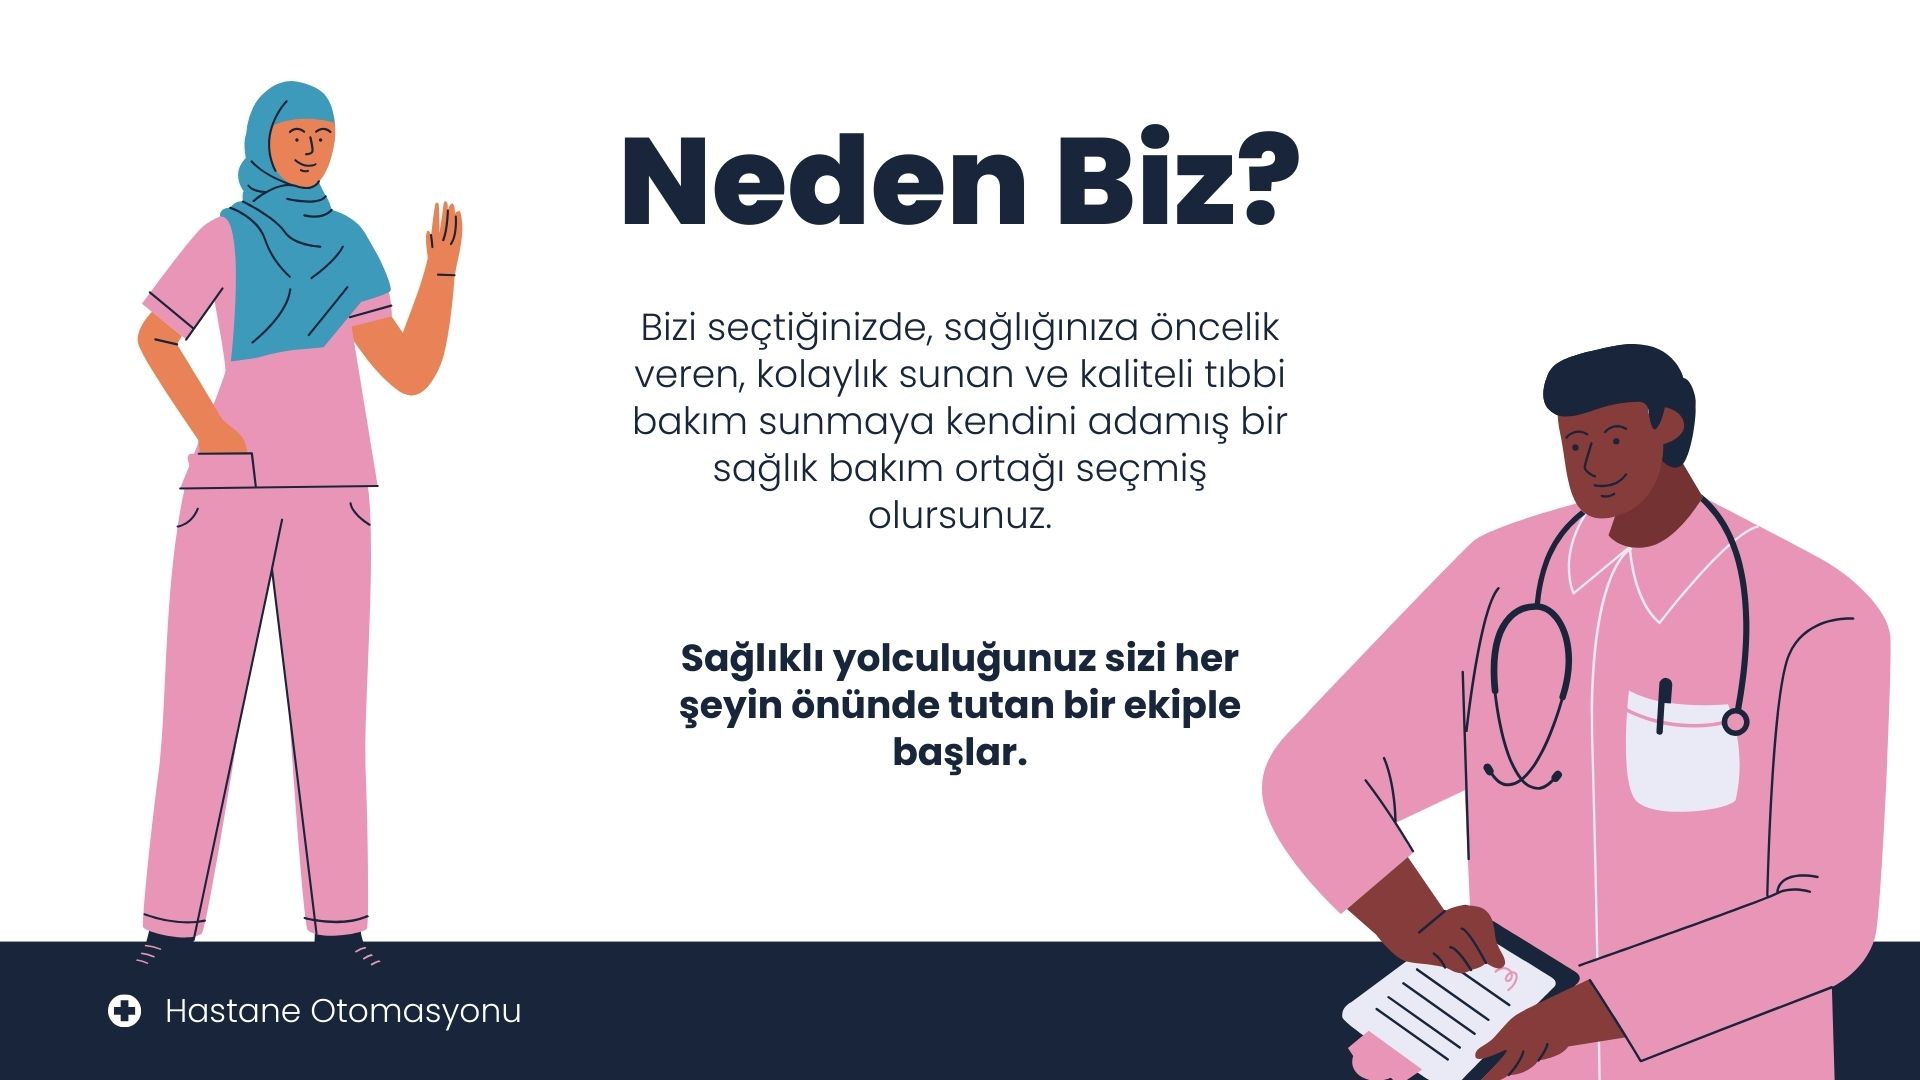 Neden Biz?
Bizi seçtiğinizde, sağlığınıza öncelik
veren, kolaylık sunan ve kaliteli tıbbi
bakım sunmaya kendini adamış bir
sağlık bakım ortağı seçmiş
olursunuz.
Sağlıklı yolculuğunuz sizi her
şeyin önünde tutan bir ekiple
başlar.
Hastane Otomasyonu